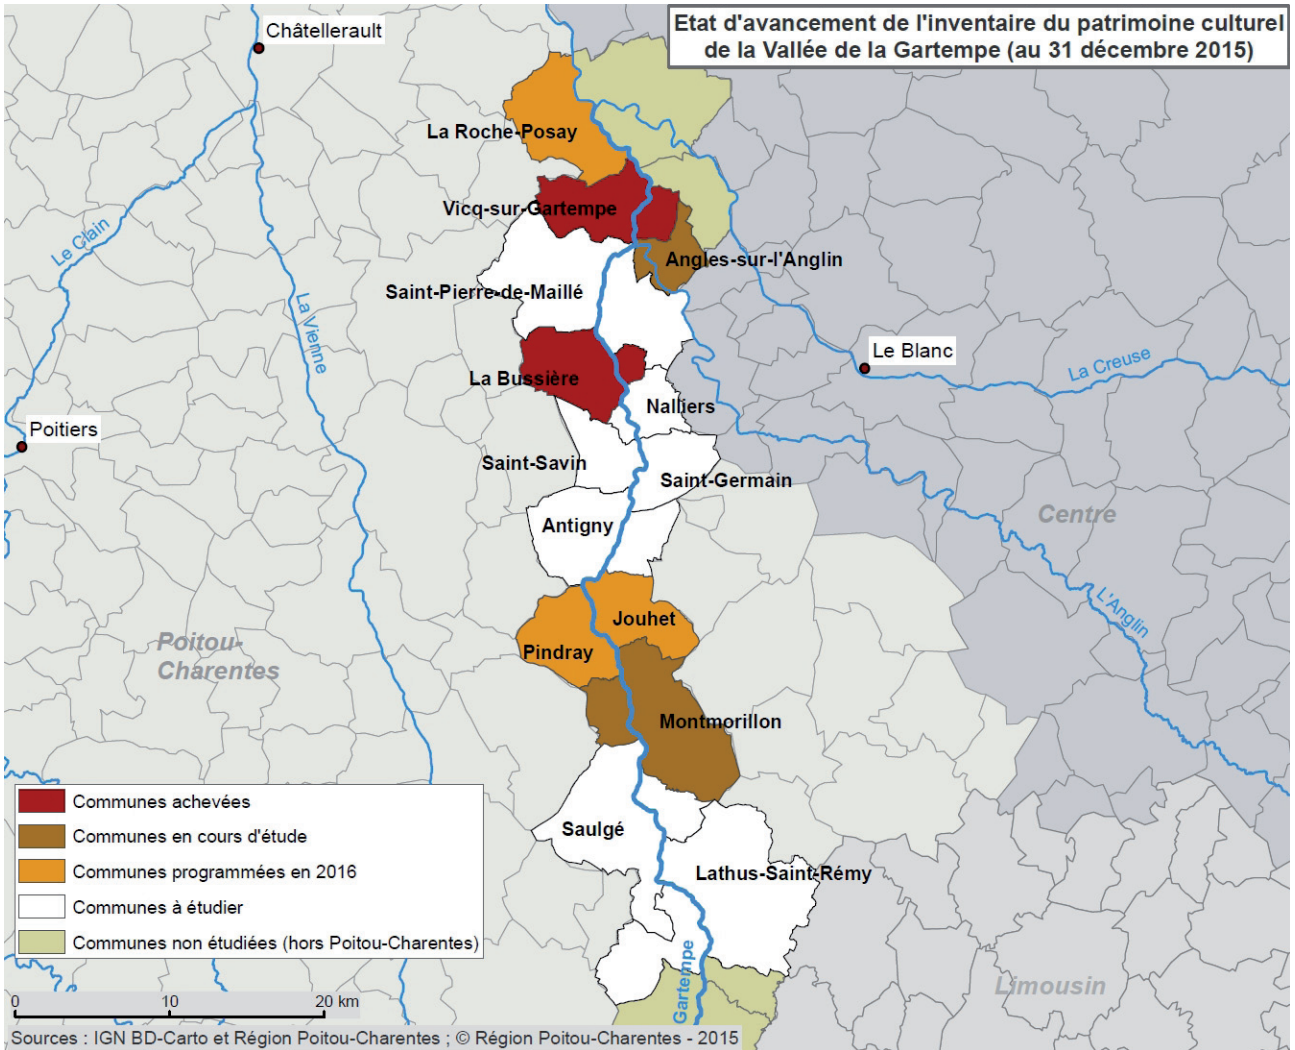 Etat d'avancement de l'inventaire du patrimoine culturel
de la Vallée de la Gartempe (au 31 décembre 2015)
Châtellerault
La Roche-Posay
Vicq-sur-Gartempe
Le Clain
Angles-sur-l'Anglin
Saint-Pierre-de-Maillé
La Vienne
Le Blanc
La Creuse
La Bussière
Nalliers
Poitiers
Saint-Savin
Saint-Germain
Centre
Antigny
L'Anglin
Jouhet
Poitou-
Charentes
Pindray
Montmorillon
Communes achevées
Communes en cours d'étude
Saulgé
Communes programmées en 2016
Lathus-Saint-Rémy
Communes à étudier
Communes non étudiées (hors Poitou-Charentes)
Gartempe
Limousin
0 10 20 km
Sources : IGN BD-Carto et Région Poitou-Charentes ; © Région Poitou-Charentes - 2015